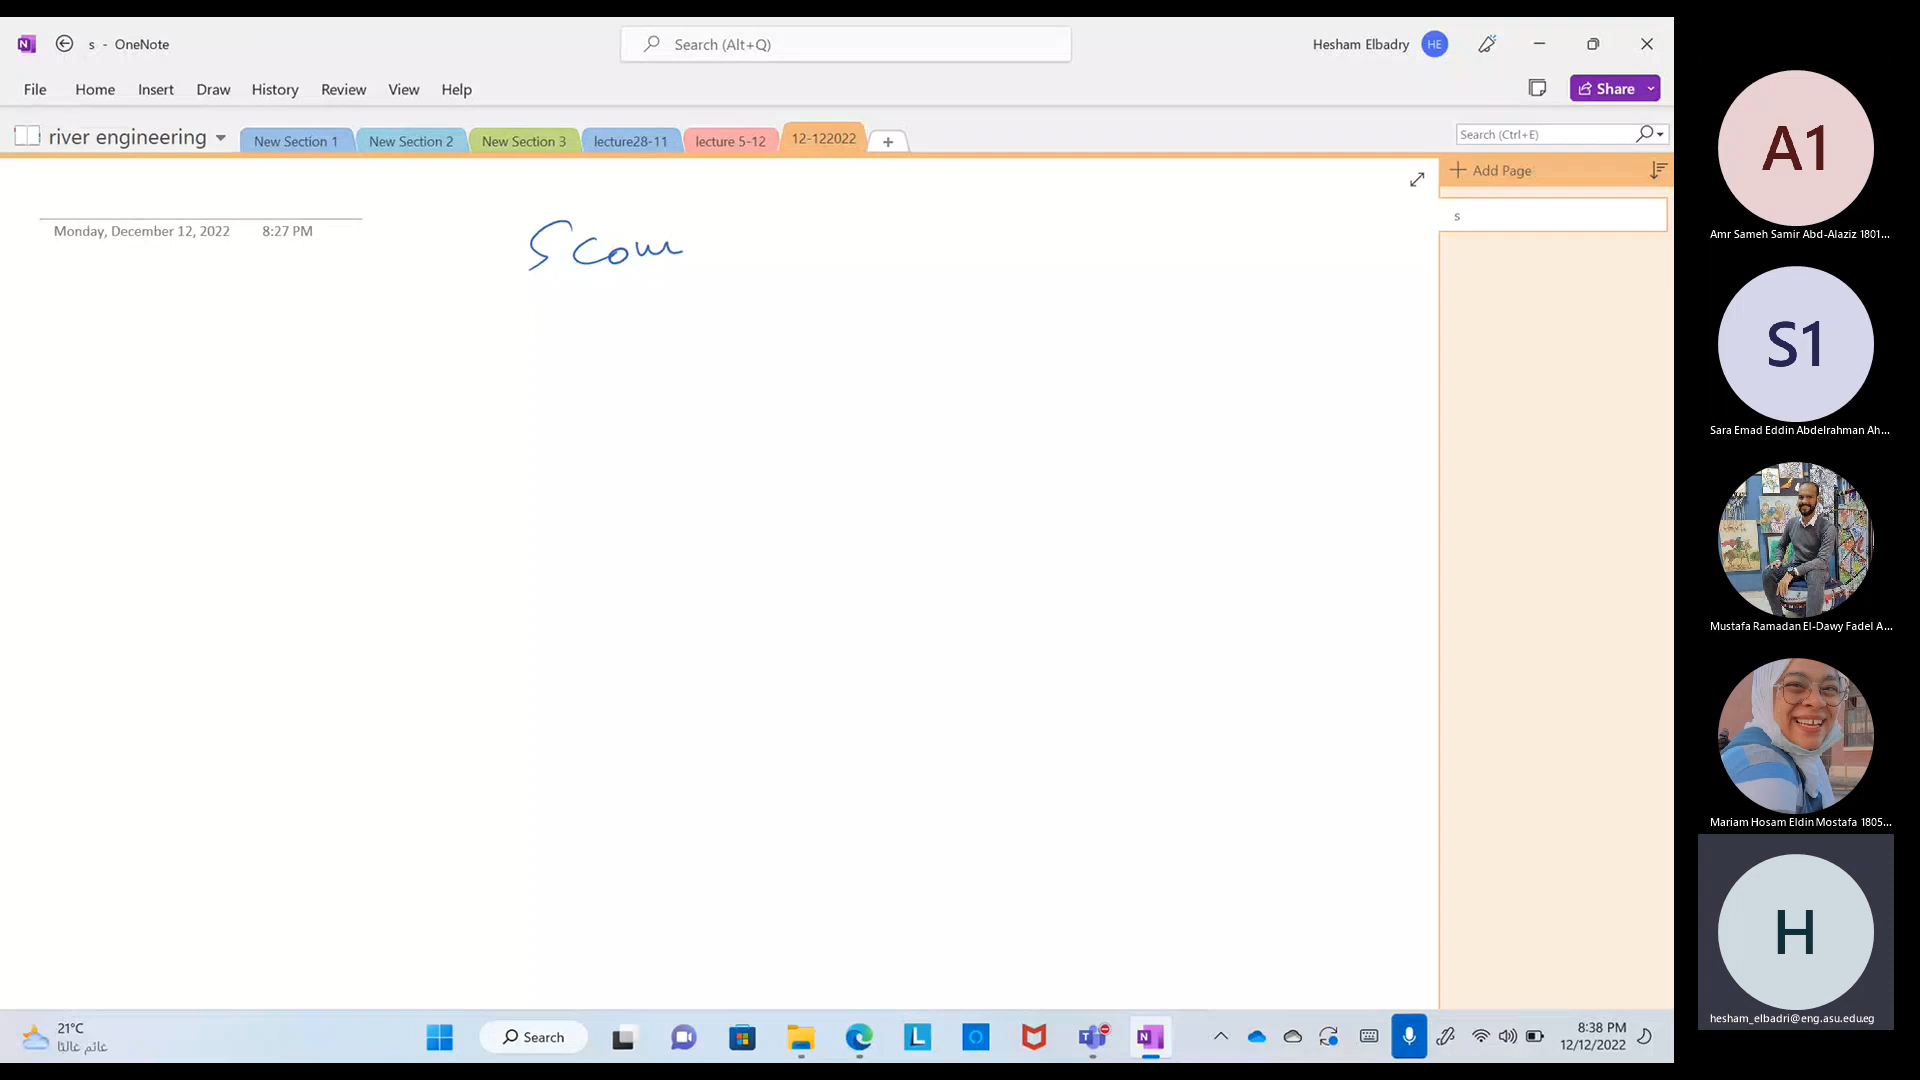 s - OneNote
Search (Alt+Q)
Hesham Elbadry
HE
File Home Insert Draw History Review View Help
Share
river engineering
New Section 1
New Section 2
New Section 3
lecture28-11
lecture 5-12
12-122022
Search (Ctrl+E)
Add Page
s
Monday, December 12, 2022 8:27 PM
Scour
A1
Amr Sameh Samir Abd-Alaziz 1801...
S1
Sara Emad Eddin Abdelrahman Ah...
Mustafa Ramadan El-Dawy Fadel A...
Mariam Hosam Eldin Mostafa 1805...
H
hesham_elbadri@eng.asu.edu.eg
21°C
غائم غالبًا
Search
8:38 PM
12/12/2022